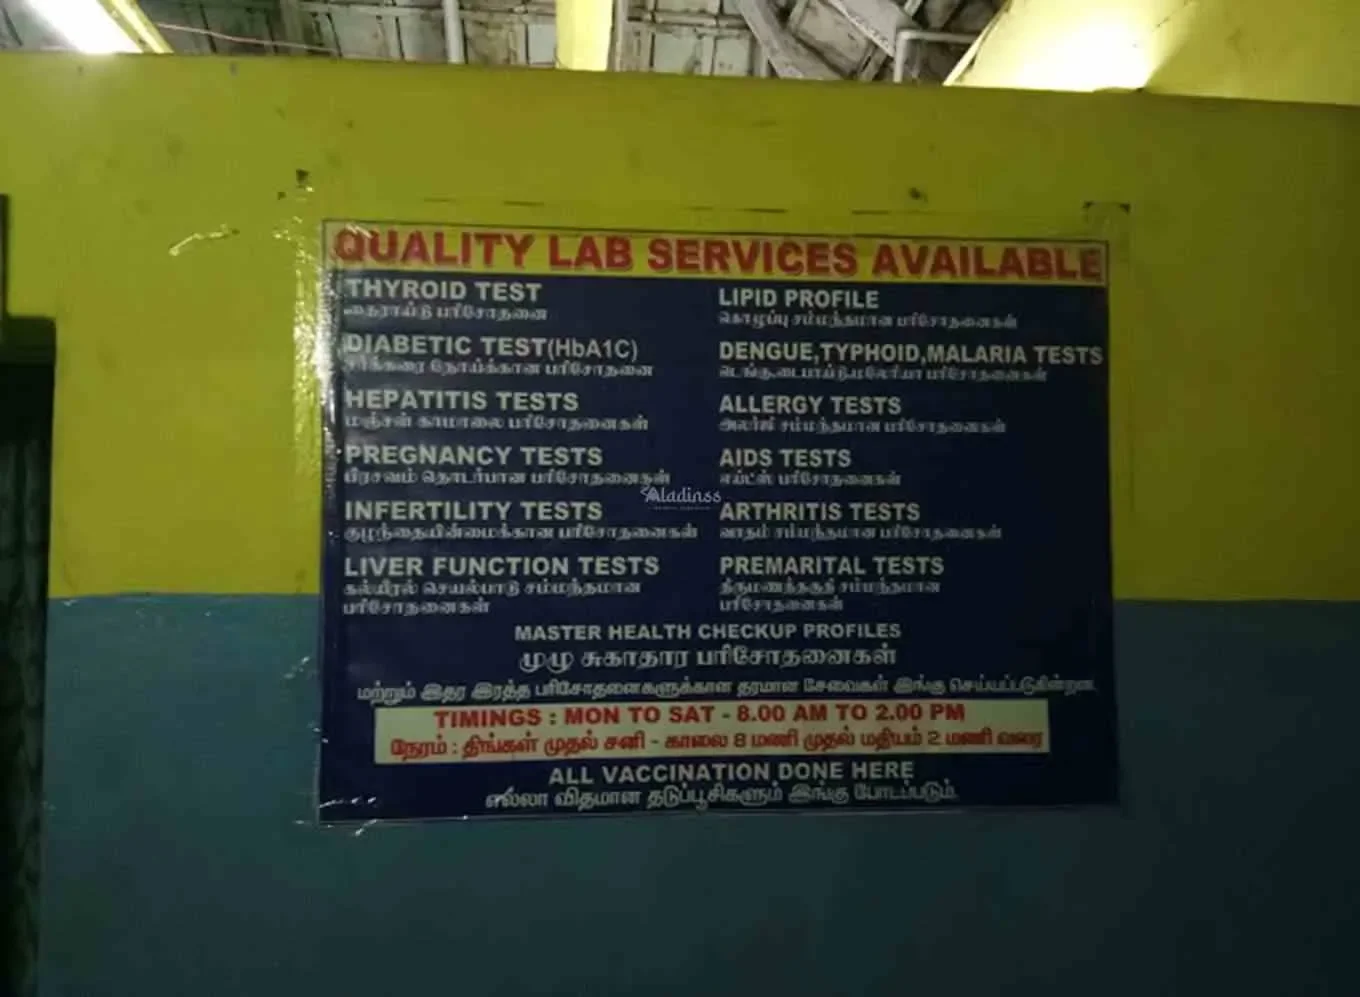 QUALITY LAB SERVICES AVAILABLE
THYROID TEST
தைராய்டு பரிசோதனை
DIABETIC TEST(HbA1C)
சர்க்கரை நோய்க்கான பரிசோதனை
HEPATITIS TESTS
மஞ்சள் காமாலை பரிசோதனைகள்
PREGNANCY TESTS
பிரசவம் தொடர்பான பரிசோதனைகள்
INFERTILITY TESTS
குழந்தையின்மைக்கான பரிசோதனைகள்
LIVER FUNCTION TESTS
கல்லீரல் செயல்பாடு சம்மந்தமான
பரிசோதனைகள்
LIPID PROFILE
கொழுப்பு சம்மந்தமான பரிசோதனைகள்
DENGUE,TYPHOID,MALARIA TESTS
டெங்கு,டைபாய்டு,மலேரியா பரிசோதனைகள்
ALLERGY TESTS
அலர்ஜி சம்மந்தமான பரிசோதனைகள்
AIDS TESTS
எய்ட்ஸ் பரிசோதனைகள்
ARTHRITIS TESTS
வாதம் சம்மந்தமான பரிசோதனைகள்
PREMARITAL TESTS
திருமணத்தகுதி சம்மந்தமான
பரிசோதனைகள்
MASTER HEALTH CHECKUP PROFILES
முழு சுகாதார பரிசோதனைகள்
மற்றும் இதர இரத்த பரிசோதனைகளுக்கான தரமான சேவைகள் இங்கு செய்யப்படுகின்றன.
TIMINGS : MON TO SAT - 8.00 AM TO 2.00 PM
நேரம் : திங்கள் முதல் சனி - காலை 8 மணி முதல் மதியம் 2 மணி வரை
ALL VACCINATION DONE HERE
எல்லா விதமான தடுப்பூசிகளும் இங்கு போடப்படும்.
Aladinss